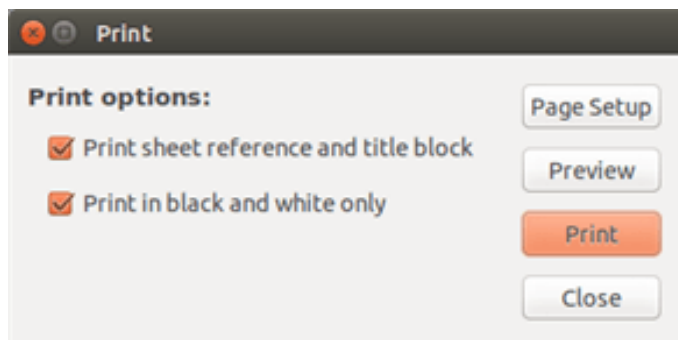 Print
Print options:
Page Setup
Print sheet reference and title block
Preview
Print in black and white only
Print
Close